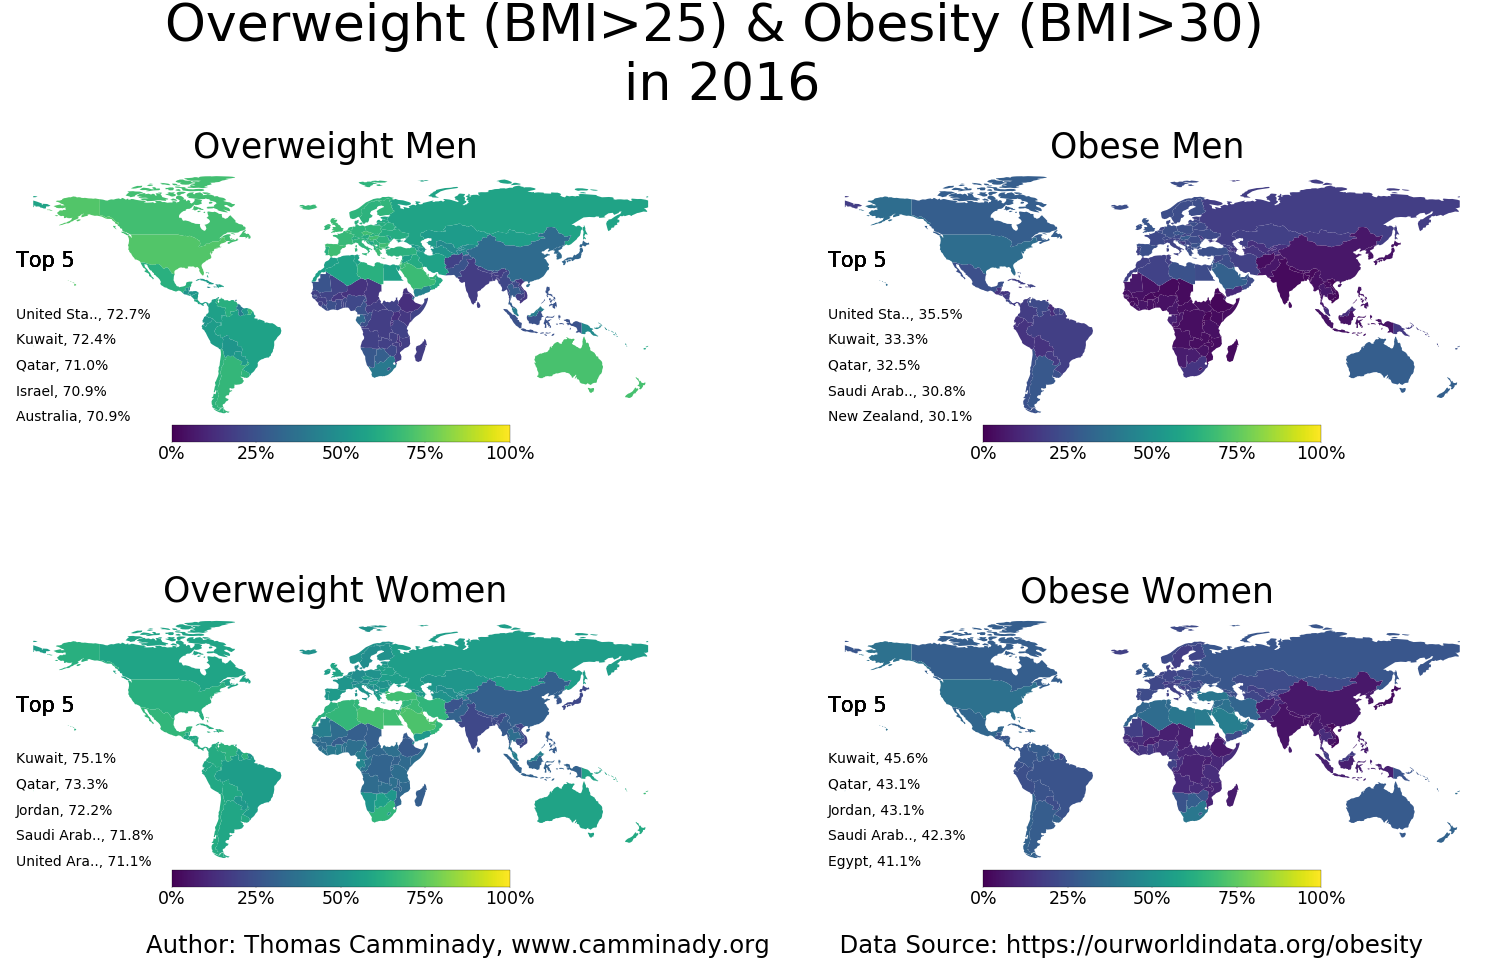 Overweight (BMI>25) & Obesity (BMI>30)
in 2016
Overweight Men
Top 5
United Sta.., 72.7%
Kuwait, 72.4%
Qatar, 71.0%
Israel, 70.9%
Australia, 70.9%
0% 25% 50% 75% 100%
Obese Men
Top 5
United Sta.., 35.5%
Kuwait, 33.3%
Qatar, 32.5%
Saudi Arab.., 30.8%
New Zealand, 30.1%
0% 25% 50% 75% 100%
Overweight Women
Top 5
Kuwait, 75.1%
Qatar, 73.3%
Jordan, 72.2%
Saudi Arab.., 71.8%
United Ara.., 71.1%
0% 25% 50% 75% 100%
Obese Women
Top 5
Kuwait, 45.6%
Qatar, 43.1%
Jordan, 43.1%
Saudi Arab.., 42.3%
Egypt, 41.1%
0% 25% 50% 75% 100%
Author: Thomas Camminady, www.camminady.org
Data Source: https://ourworldindata.org/obesity